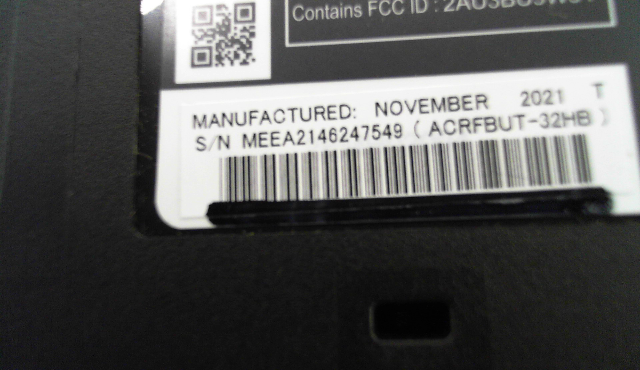 Contains FCC ID :
MANUFACTURED: NOVEMBER 2021 T
S/N MEEA2146247549 ( ACRFBUT-32HB )